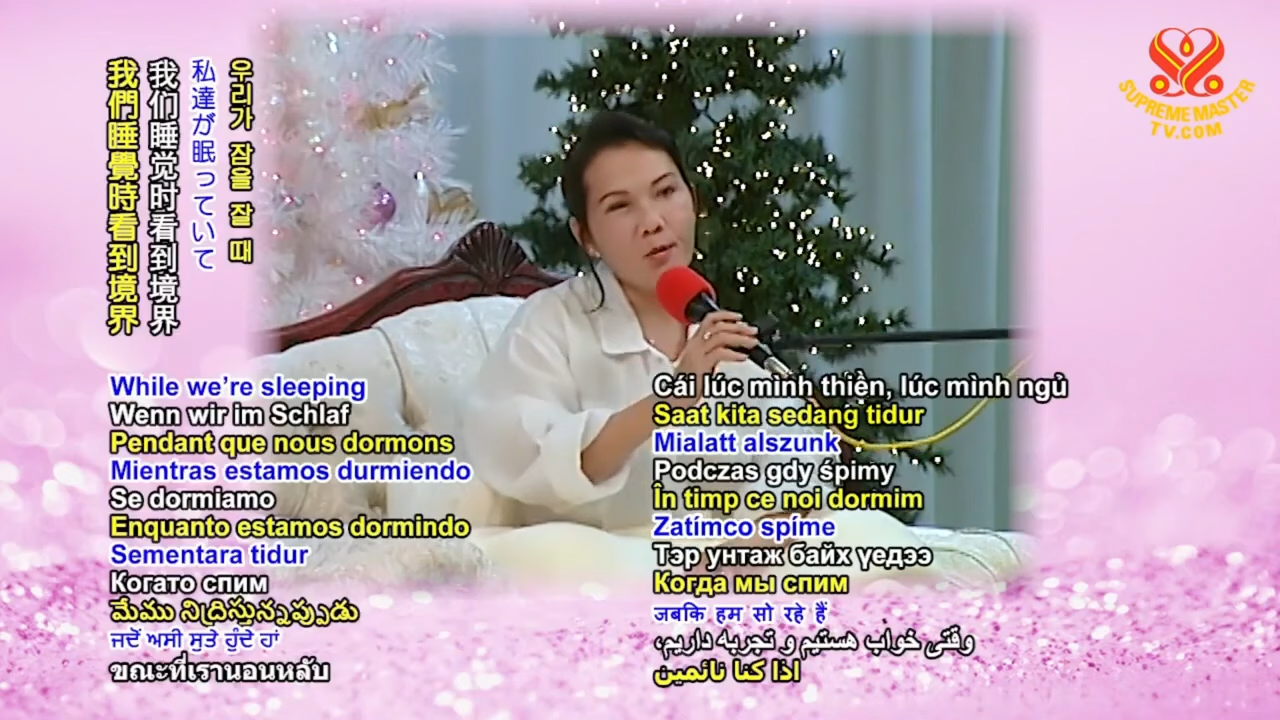 我們睡覺時看到境界
我们睡觉时看到境界
私達が眠っていて
우리가 잠을 잘 때
SUPREME MASTER
TV.COM
While we're sleeping
Wenn wir im Schlaf
Pendant que nous dormons
Mientras estamos durmiendo
Se dormiamo
Enquanto estamos dormindo
Sementara tidur
Когато спим
మేము నిద్రిస్తున్నప్పుడు
ਜਦੋਂ ਅਸੀ ਸੁਤੇ ਹੁੰਦੇ ਹਾਂ
ขณะที่เรานอนหลับ
Cái lúc mình thiền, lúc mình ngủ
Saat kita sedang tidur
Mialatt alszunk
Podczas gdy śpimy
În timp ce noi dormim
Zatímco spíme
Тэр унтаж байх үедээ
Когда мы спим
जबकि हम सो रहे हैं
وقتی خواب هستیم و تجربه داریم،
اذا كنا نائمين